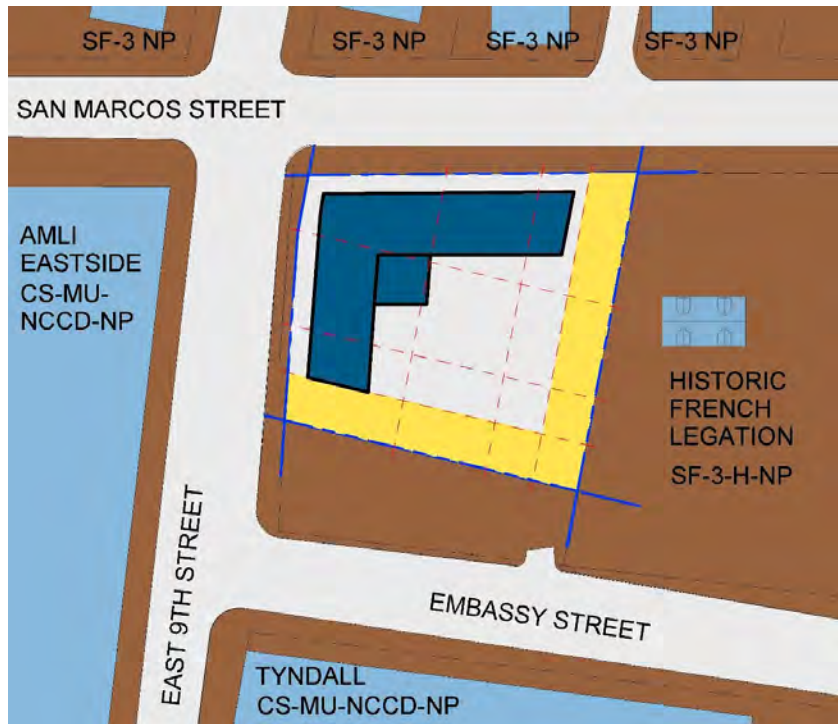 SF-3 NP
SF-3 NP
SF-3 NP
SF-3 NP
SAN MARCOS STREET
AMLI
EASTSIDE
CS-MU-
NCCD-NP
HISTORIC
FRENCH
LEGATION
SF-3-H-NP
EAST 9TH STREET
EMBASSY STREET
TYNDALL
CS-MU-NCCD-NP